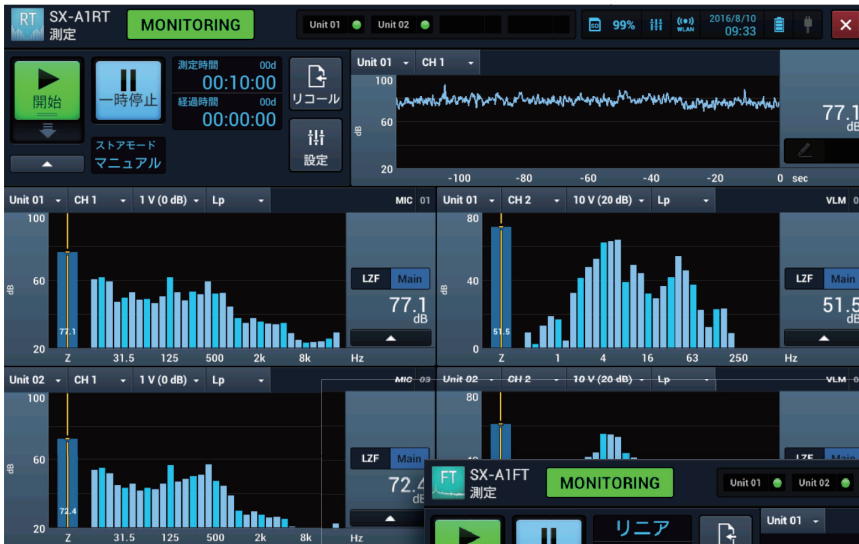 SX-A1RT
RT 測定
MONITORING
Unit 01 Unit 02
99%
WLAN
2016/8/10
09:33
開始
一時停止
測定時間 00d
00:10:00
経過時間 00d
00:00:00
リコール
ストアモード
マニュアル
設定
Unit 01 CH 1
100
60
20
dB
-100 -80 -60 -40 -20 0 sec
77.1
dB
Unit 01 CH 1 1 V (0 dB) Lp MIC 01
100
60
20
dB
77.1
Z 31.5 125 500 2k 8k Hz
LZF Main
77.1
dB
Unit 01 CH 2 10 V (20 dB) Lp VLM
80
40
0
dB
51.5
Z 1 4 16 63 250 Hz
LZF Main
51.5
dB
Unit 02 CH 1 1 V (0 dB) Lp MIC 03
100
60
20
dB
72.4
Z 31.5 125 500 2k 8k Hz
LZF Main
72.4
dB
Unit 02 CH 2 10 V (20 dB) Lp VLM
80
LZF Main
SX-A1FT
FT 測定
MONITORING
Unit 01 Unit 02
リニア
Unit 01